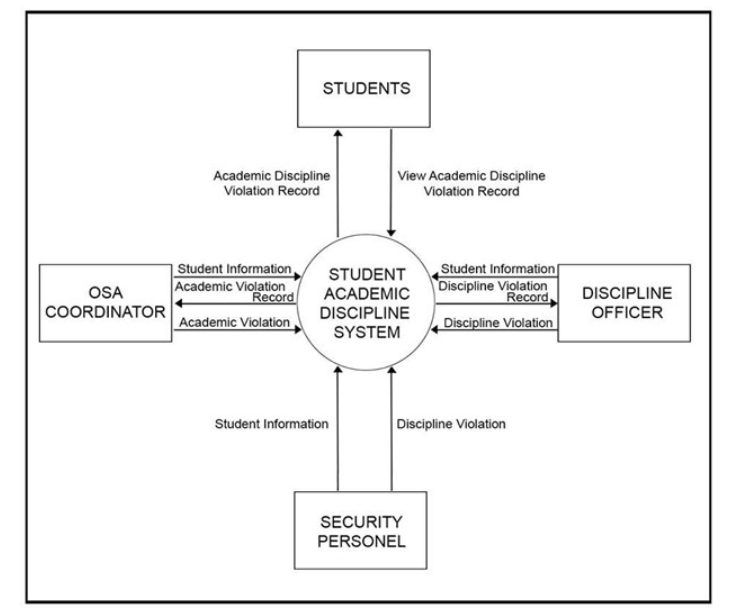 STUDENTS
Academic Discipline
Violation Record
View Academic Discipline
Violation Record
OSA
COORDINATOR
Student Information
Academic Violation
Record
Academic Violation
STUDENT
ACADEMIC
DISCIPLINE
SYSTEM
Student Information
Discipline Violation
Record
Discipline Violation
DISCIPLINE
OFFICER
Student Information
Discipline Violation
SECURITY
PERSONEL